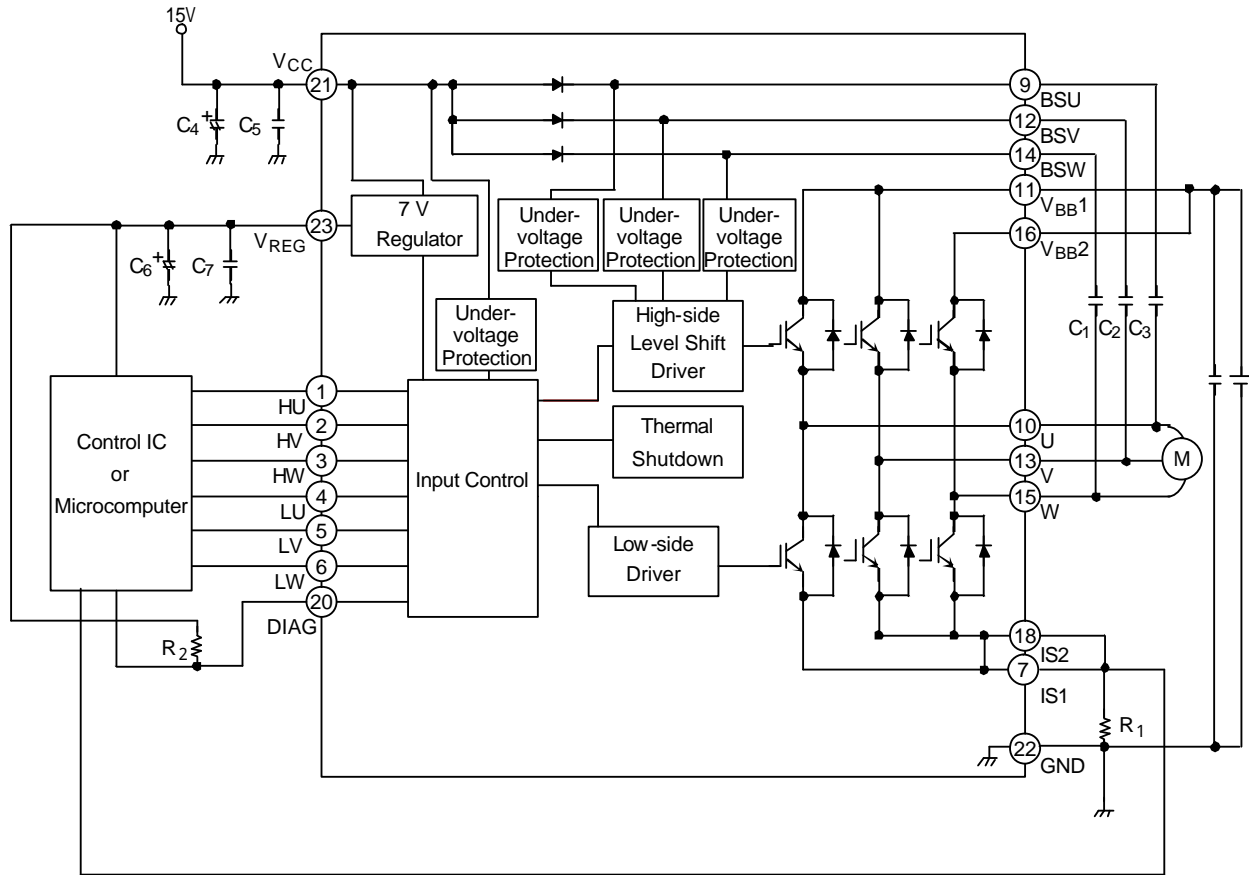 15V
VCC
21
C4
+
C5
9
BSU
12
BSV
14
BSW
11
VBB1
16
VBB2
7 V
Regulator
23
VREG
C6
+
C7
Under-
voltage
Protection
Under-
voltage
Protection
Under-
voltage
Protection
Under-
voltage
Protection
High-side
Level Shift
Driver
C1
C2
C3
Control IC
or
Microcomputer
1
HU
2
HV
3
HW
4
LU
5
LV
6
LW
20
DIAG
Input Control
Thermal
Shutdown
Low-side
Driver
10
U
13
V
15
W
M
R2
18
IS2
7
IS1
R1
22
GND